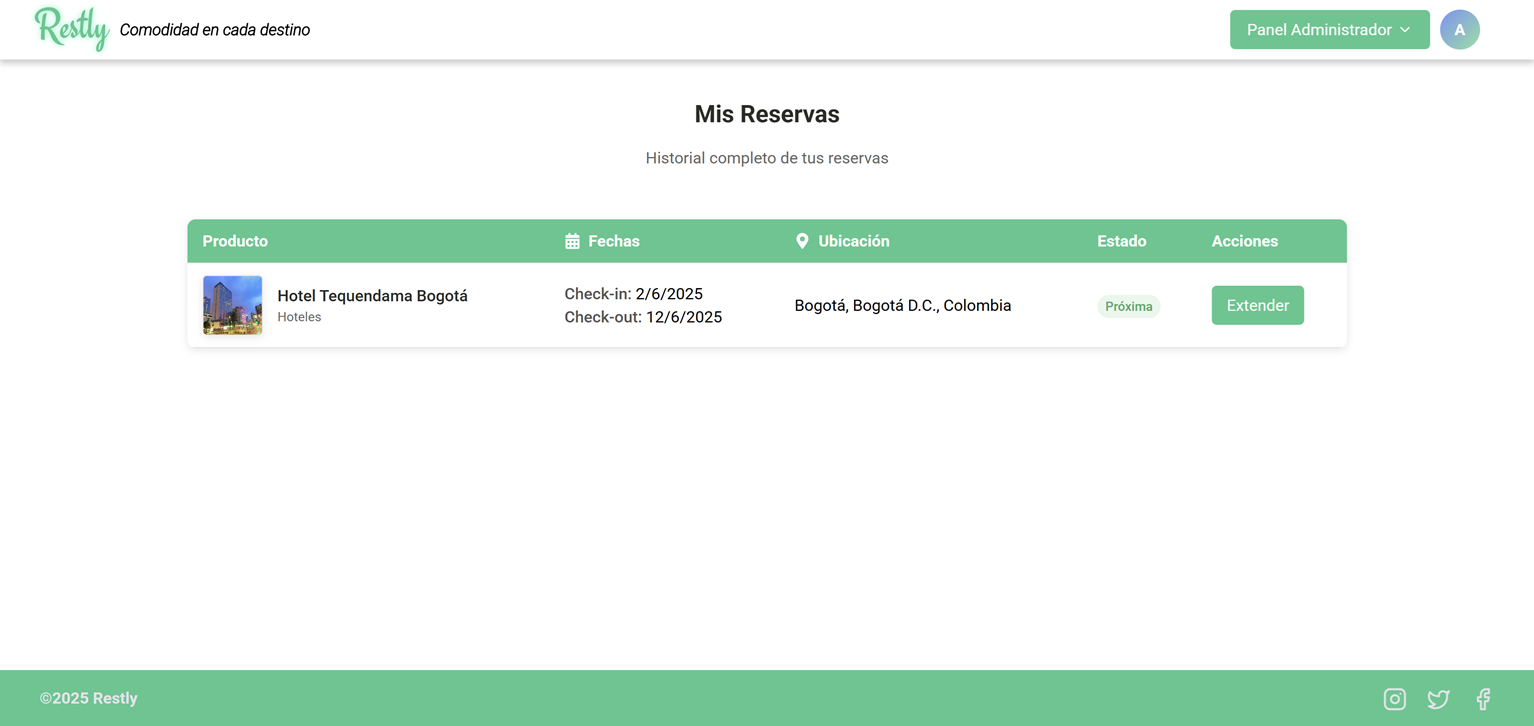 Restly Comodidad en cada destino
Panel Administrador
A
Mis Reservas
Historial completo de tus reservas
Producto Fechas Ubicación Estado Acciones
Hotel Tequendama Bogotá
Hoteles
Check-in: 2/6/2025
Check-out: 12/6/2025
Bogotá, Bogotá D.C., Colombia
Próxima
Extender
©2025 Restly